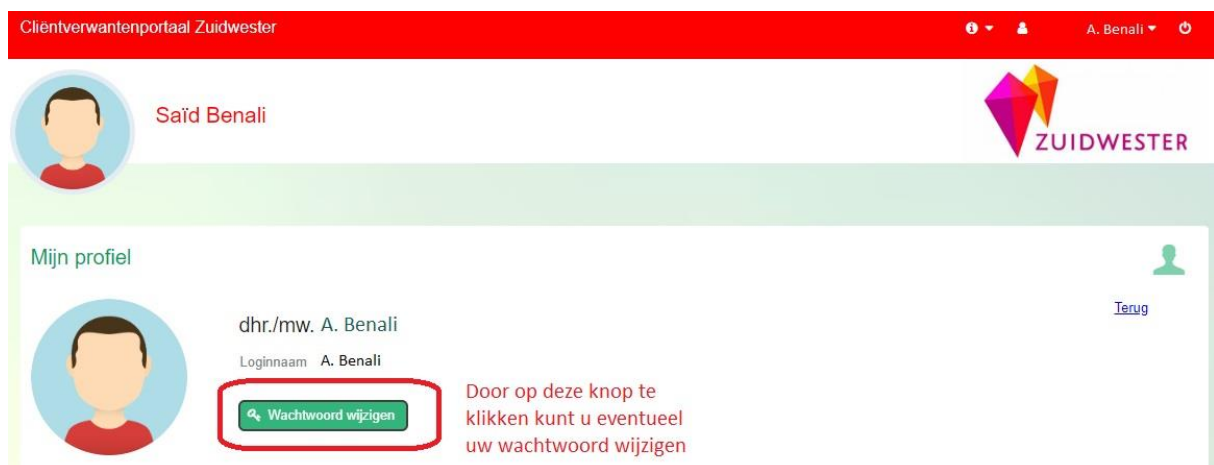 Cliëntverwantenportaal Zuidwester
A. Benali
Saïd Benali
ZUIDWESTER
Mijn profiel
Terug
dhr./mw. A. Benali
Loginnaam A. Benali
Wachtwoord wijzigen
Door op deze knop te
klikken kunt u eventueel
uw wachtwoord wijzigen